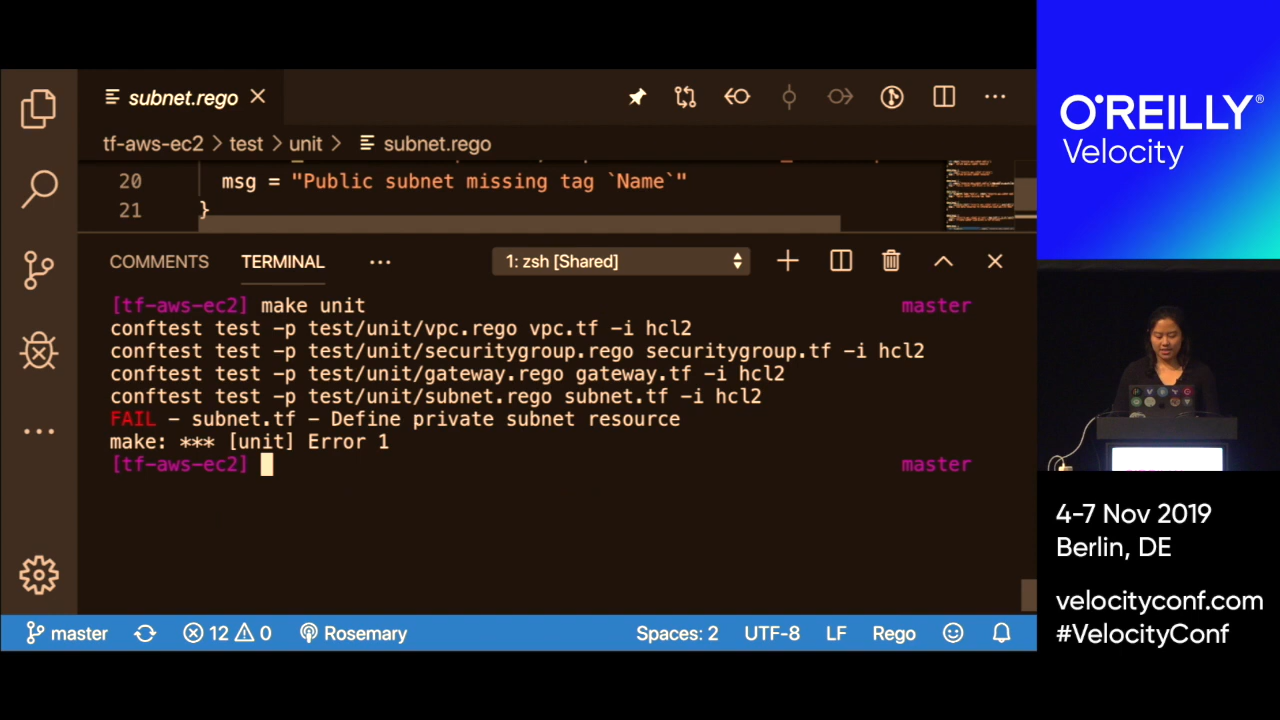 subnet.rego
tf-aws-ec2 > test > unit > subnet.rego
20 msg = "Public subnet missing tag `Name`"
21 }
COMMENTS TERMINAL ... 1: zsh [Shared]
[tf-aws-ec2] make unit master
conftest test -p test/unit/vpc.rego vpc.tf -i hcl2
conftest test -p test/unit/securitygroup.rego securitygroup.tf -i hcl2
conftest test -p test/unit/gateway.rego gateway.tf -i hcl2
conftest test -p test/unit/subnet.rego subnet.tf -i hcl2
FAIL - subnet.tf - Define private subnet resource
make: *** [unit] Error 1
[tf-aws-ec2] master
master 12 0 Rosemary Spaces: 2 UTF-8 LF Rego
O'REILLY®
Velocity
4-7 Nov 2019
Berlin, DE
velocityconf.com
#VelocityConf